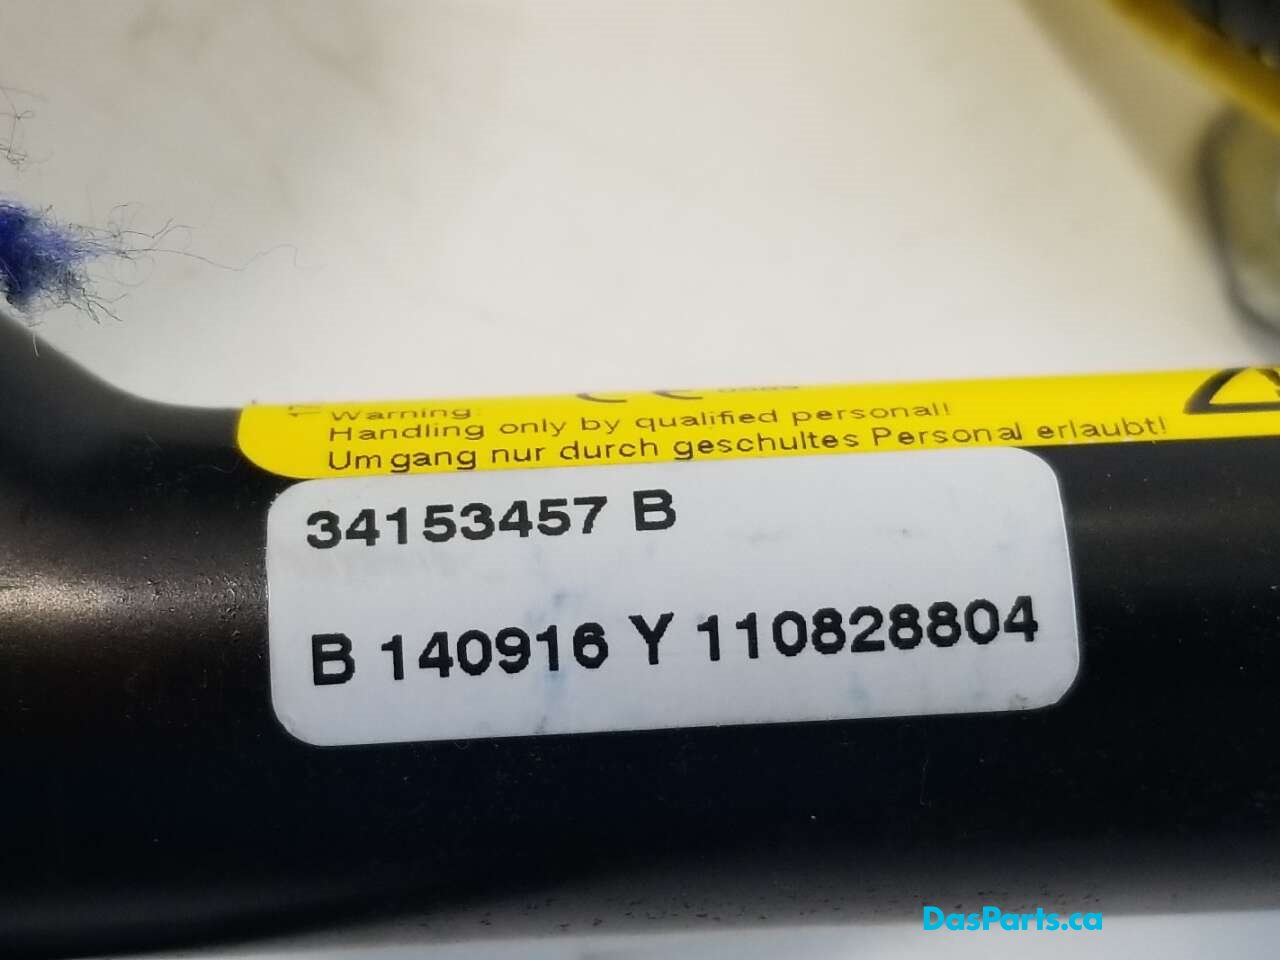 Warning:
Handling only by qualified personal!
Umgang nur durch geschultes Personal erlaubt!
34153457 B
B 140916 Y 110828804
DasParts.ca